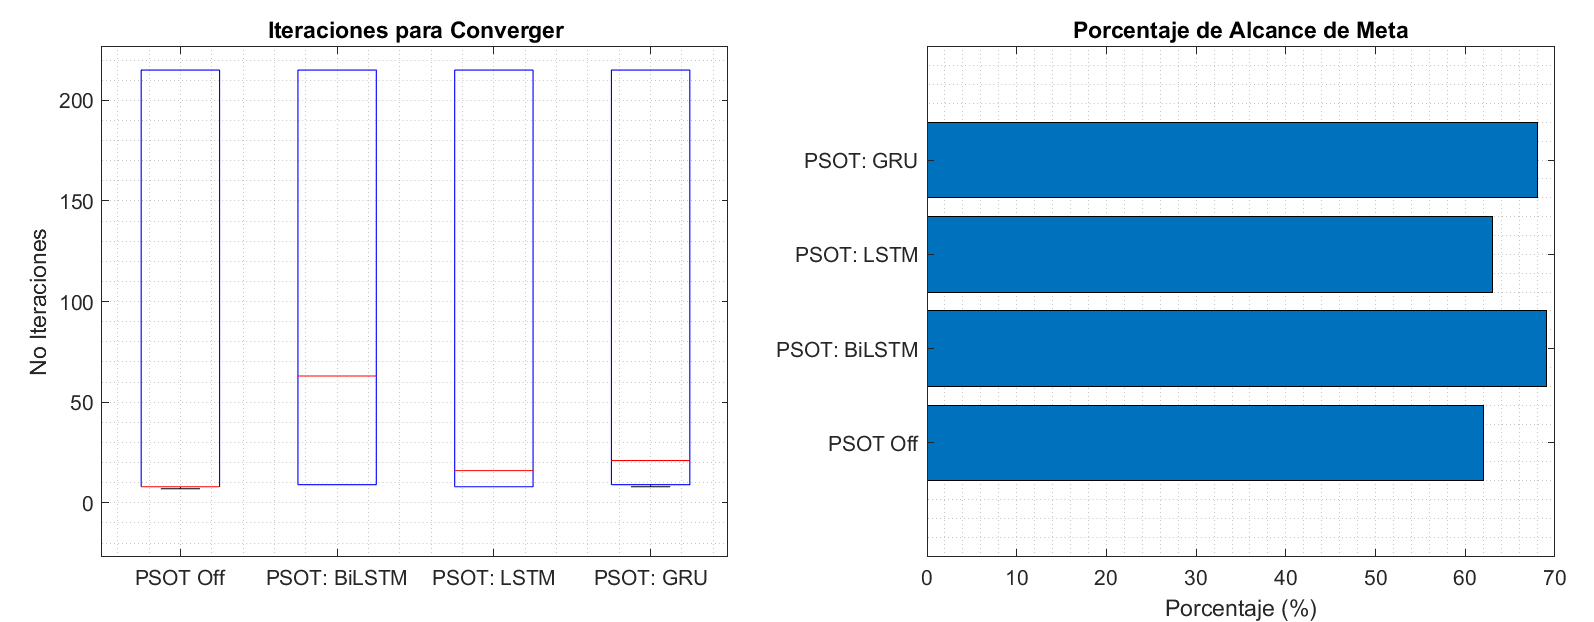 Iteraciones para Converger
No Iteraciones
200
150
100
50
0
PSOT Off
PSOT: BiLSTM
PSOT: LSTM
PSOT: GRU
Porcentaje de Alcance de Meta
PSOT: GRU
PSOT: LSTM
PSOT: BiLSTM
PSOT Off
0
10
20
30
40
50
60
70
Porcentaje (%)